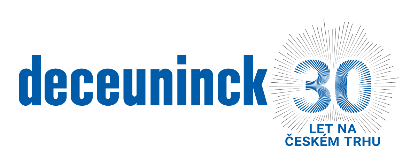 deceuninck 30
LET NA
ČESKÉM TRHU